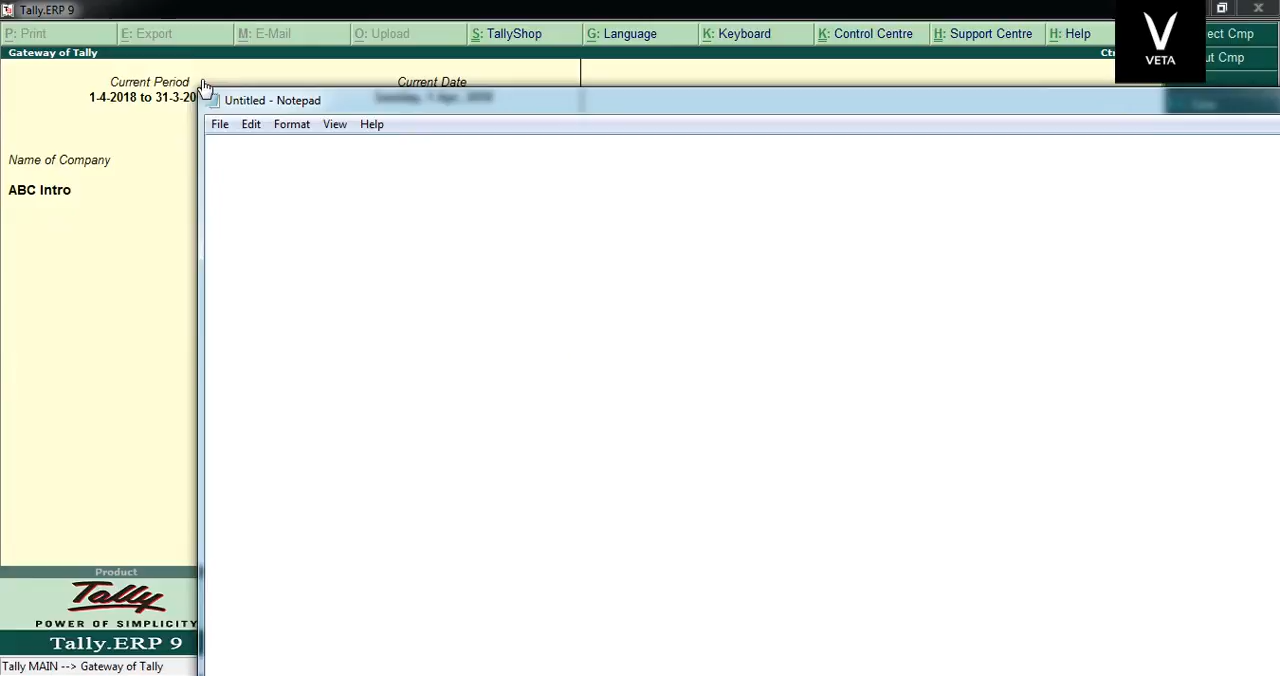 Tally.ERP 9
P: Print E: Export M: E-Mail O: Upload S: TallyShop G: Language K: Keyboard K: Control Centre H: Support Centre H: Help
Gateway of Tally
VETA
ect Cmp
ut Cmp
Current Period
1-4-2018 to 31-3-20
Current Date
Untitled - Notepad
File Edit Format View Help
Name of Company
ABC Intro
Product
Tally
POWER OF SIMPLICITY
Tally.ERP 9
Tally MAIN --> Gateway of Tally